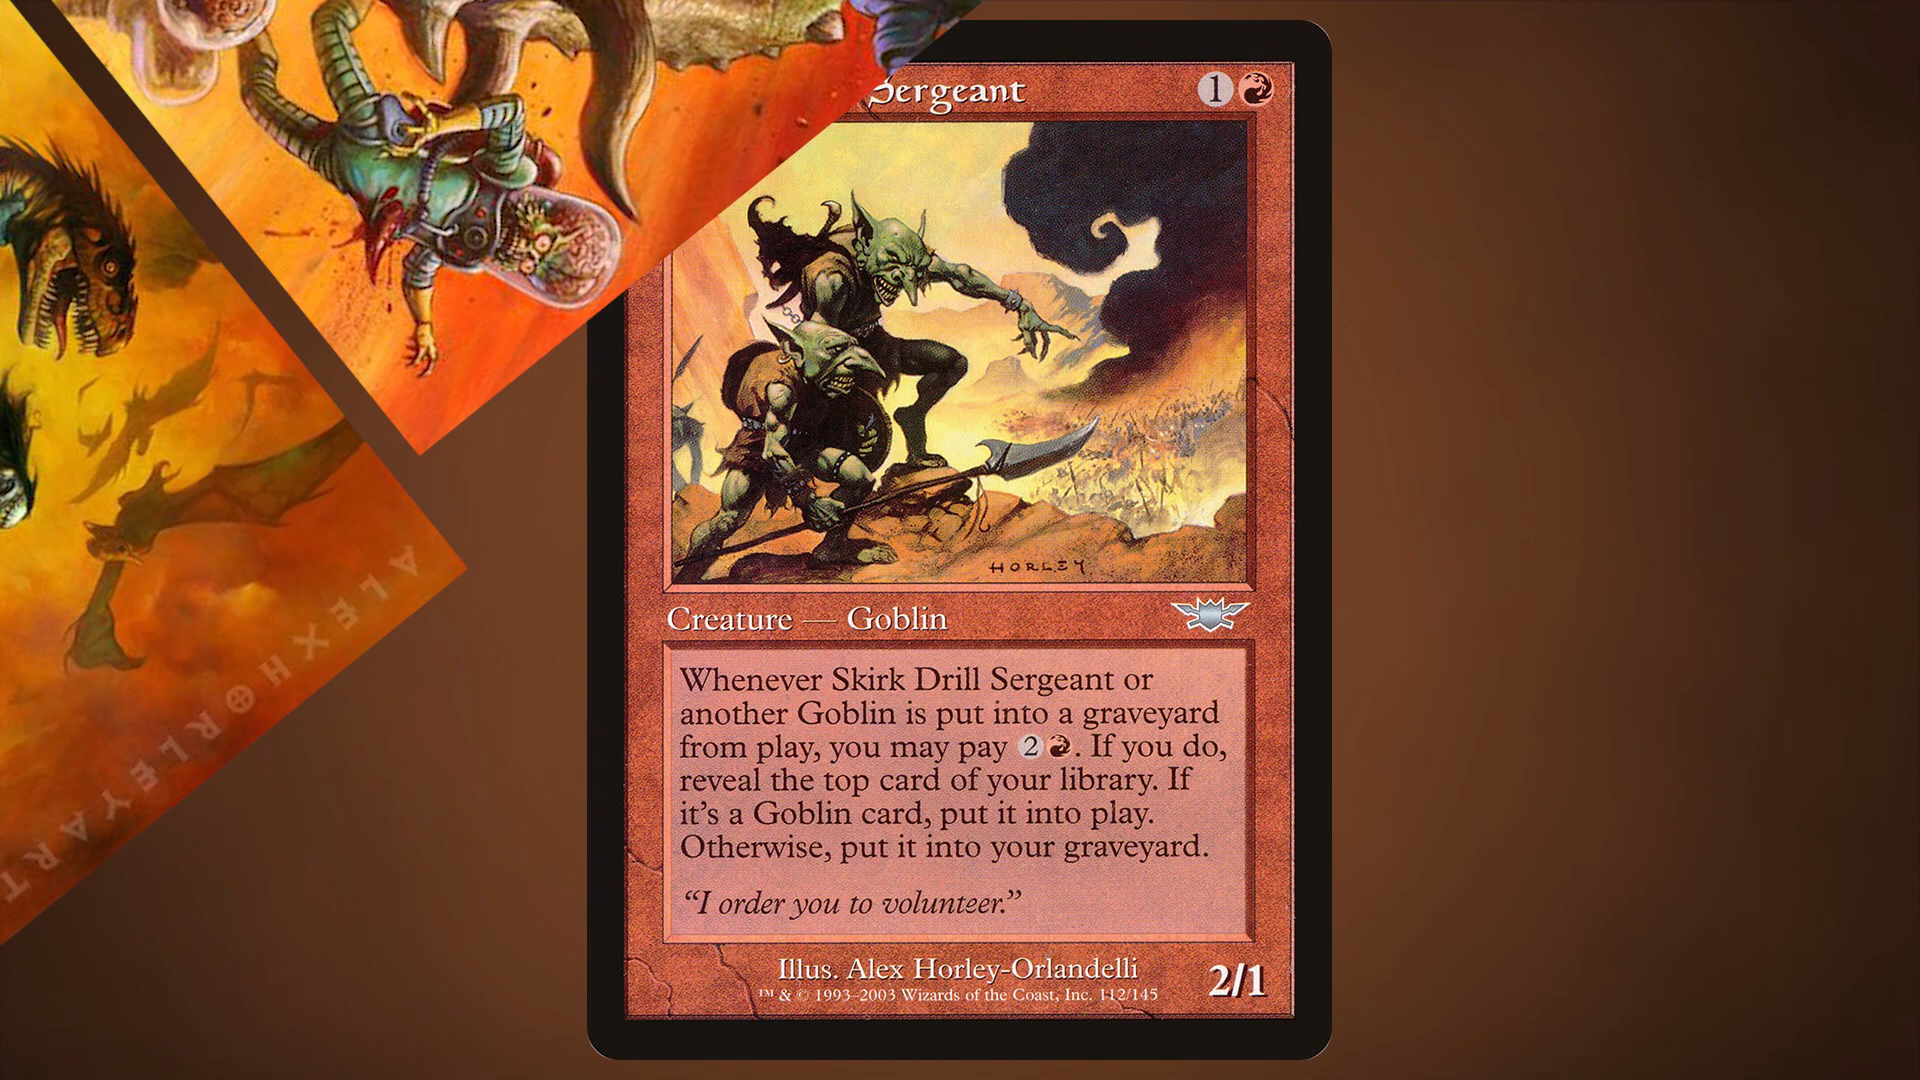 Sergeant
1
HORLEY
Creature — Goblin
Whenever Skirk Drill Sergeant or
another Goblin is put into a graveyard
from play, you may pay 2 . If you do,
reveal the top card of your library. If
it's a Goblin card, put it into play.
Otherwise, put it into your graveyard.
“I order you to volunteer.”
Illus. Alex Horley-Orlandelli
™ & © 1993–2003 Wizards of the Coast, Inc. 112/145
2/1
ALEXHORLEYART